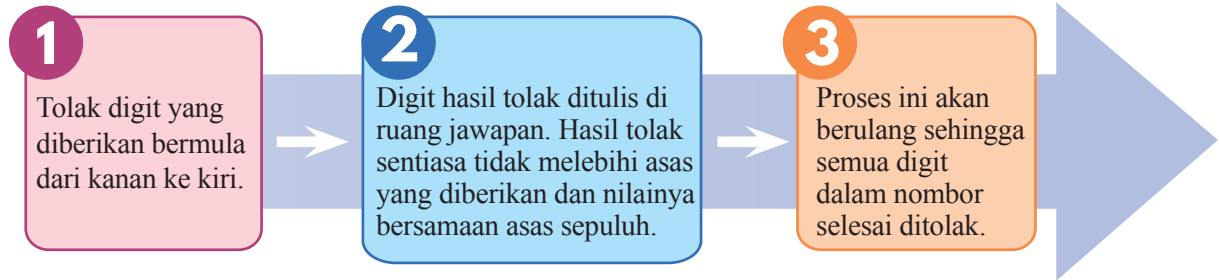 1
Tolak digit yang
diberikan bermula
dari kanan ke kiri.
2
Digit hasil tolak ditulis di
ruang jawapan. Hasil tolak
sentiasa tidak melebihi asas
yang diberikan dan nilainya
bersamaan asas sepuluh.
3
Proses ini akan
berulang sehingga
semua digit
dalam nombor
selesai ditolak.